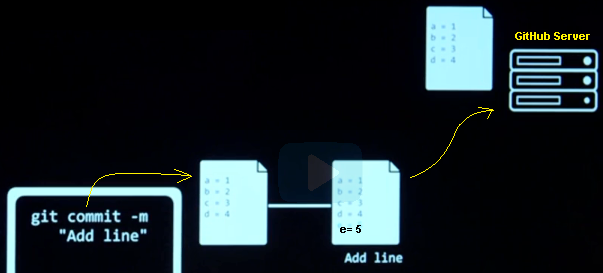 a = 1
b = 2
c = 3
d = 4
GitHub Server
git commit -m
"Add line"
a = 1
b = 2
c = 3
d = 4
a = 1
b = 2
c = 3
d = 4
e= 5
Add line